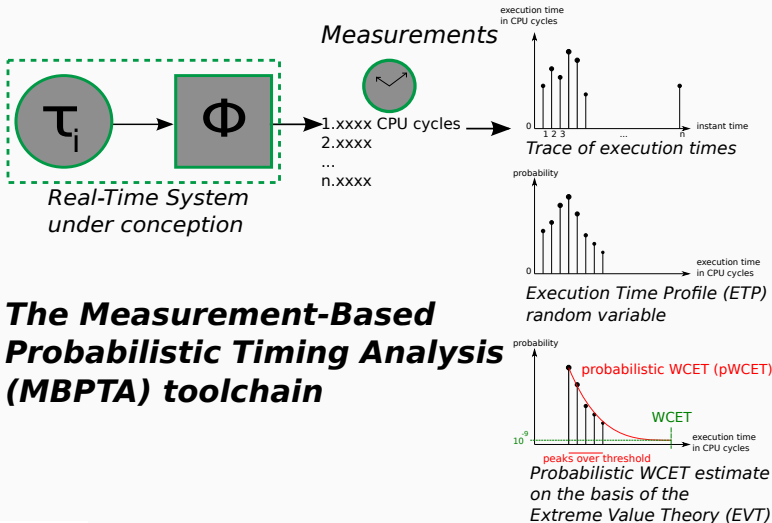 execution time
in CPU cycles
Measurements
τi
Φ
1.xxxx CPU cycles
2.xxxx
...
n.xxxx
0
1 2 3
...
n
instant time
Trace of execution times
Real-Time System
under conception
probability
0
execution time
in CPU cycles
Execution Time Profile (ETP)
random variable
The Measurement-Based
Probabilistic Timing Analysis
(MBPTA) toolchain
probability
probabilistic WCET (pWCET)
WCET
10-9
execution time
in CPU cycles
peaks over threshold
Probabilistic WCET estimate
on the basis of the
Extreme Value Theory (EVT)